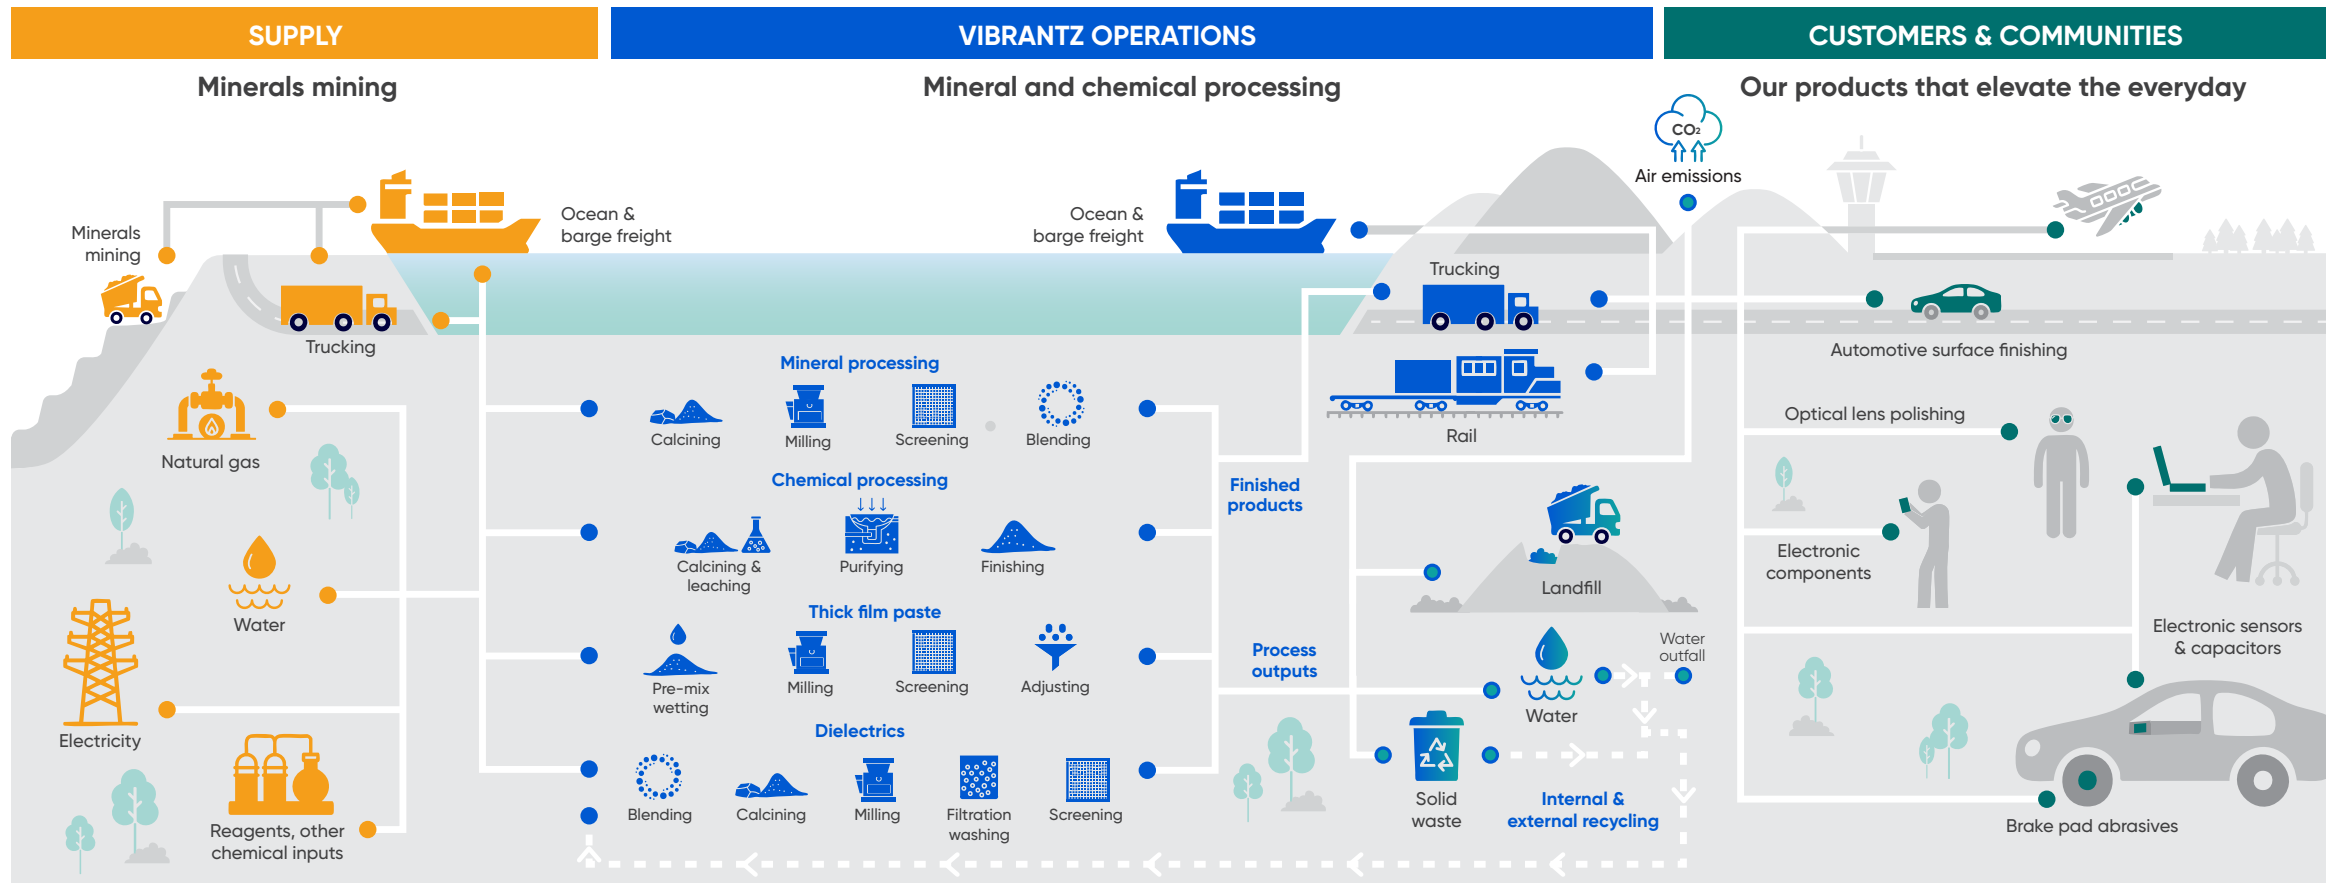 SUPPLY
VIBRANTZ OPERATIONS
CUSTOMERS & COMMUNITIES
Minerals mining
Mineral and chemical processing
Our products that elevate the everyday
Minerals
mining
Ocean &
barge freight
Trucking
Natural gas
Water
Electricity
Reagents, other
chemical inputs
Mineral processing
Calcining
Milling
Screening
Blending
Chemical processing
Calcining &
leaching
Purifying
Finishing
Thick film paste
Pre-mix
wetting
Milling
Screening
Adjusting
Dielectrics
Blending
Calcining
Milling
Filtration
washing
Screening
Ocean &
barge freight
Trucking
Rail
Finished
products
Process
outputs
CO₂
Air emissions
Landfill
Water
Water
outfall
Solid
waste
Internal &
external recycling
Automotive surface finishing
Optical lens polishing
Electronic
components
Electronic sensors
& capacitors
Brake pad abrasives